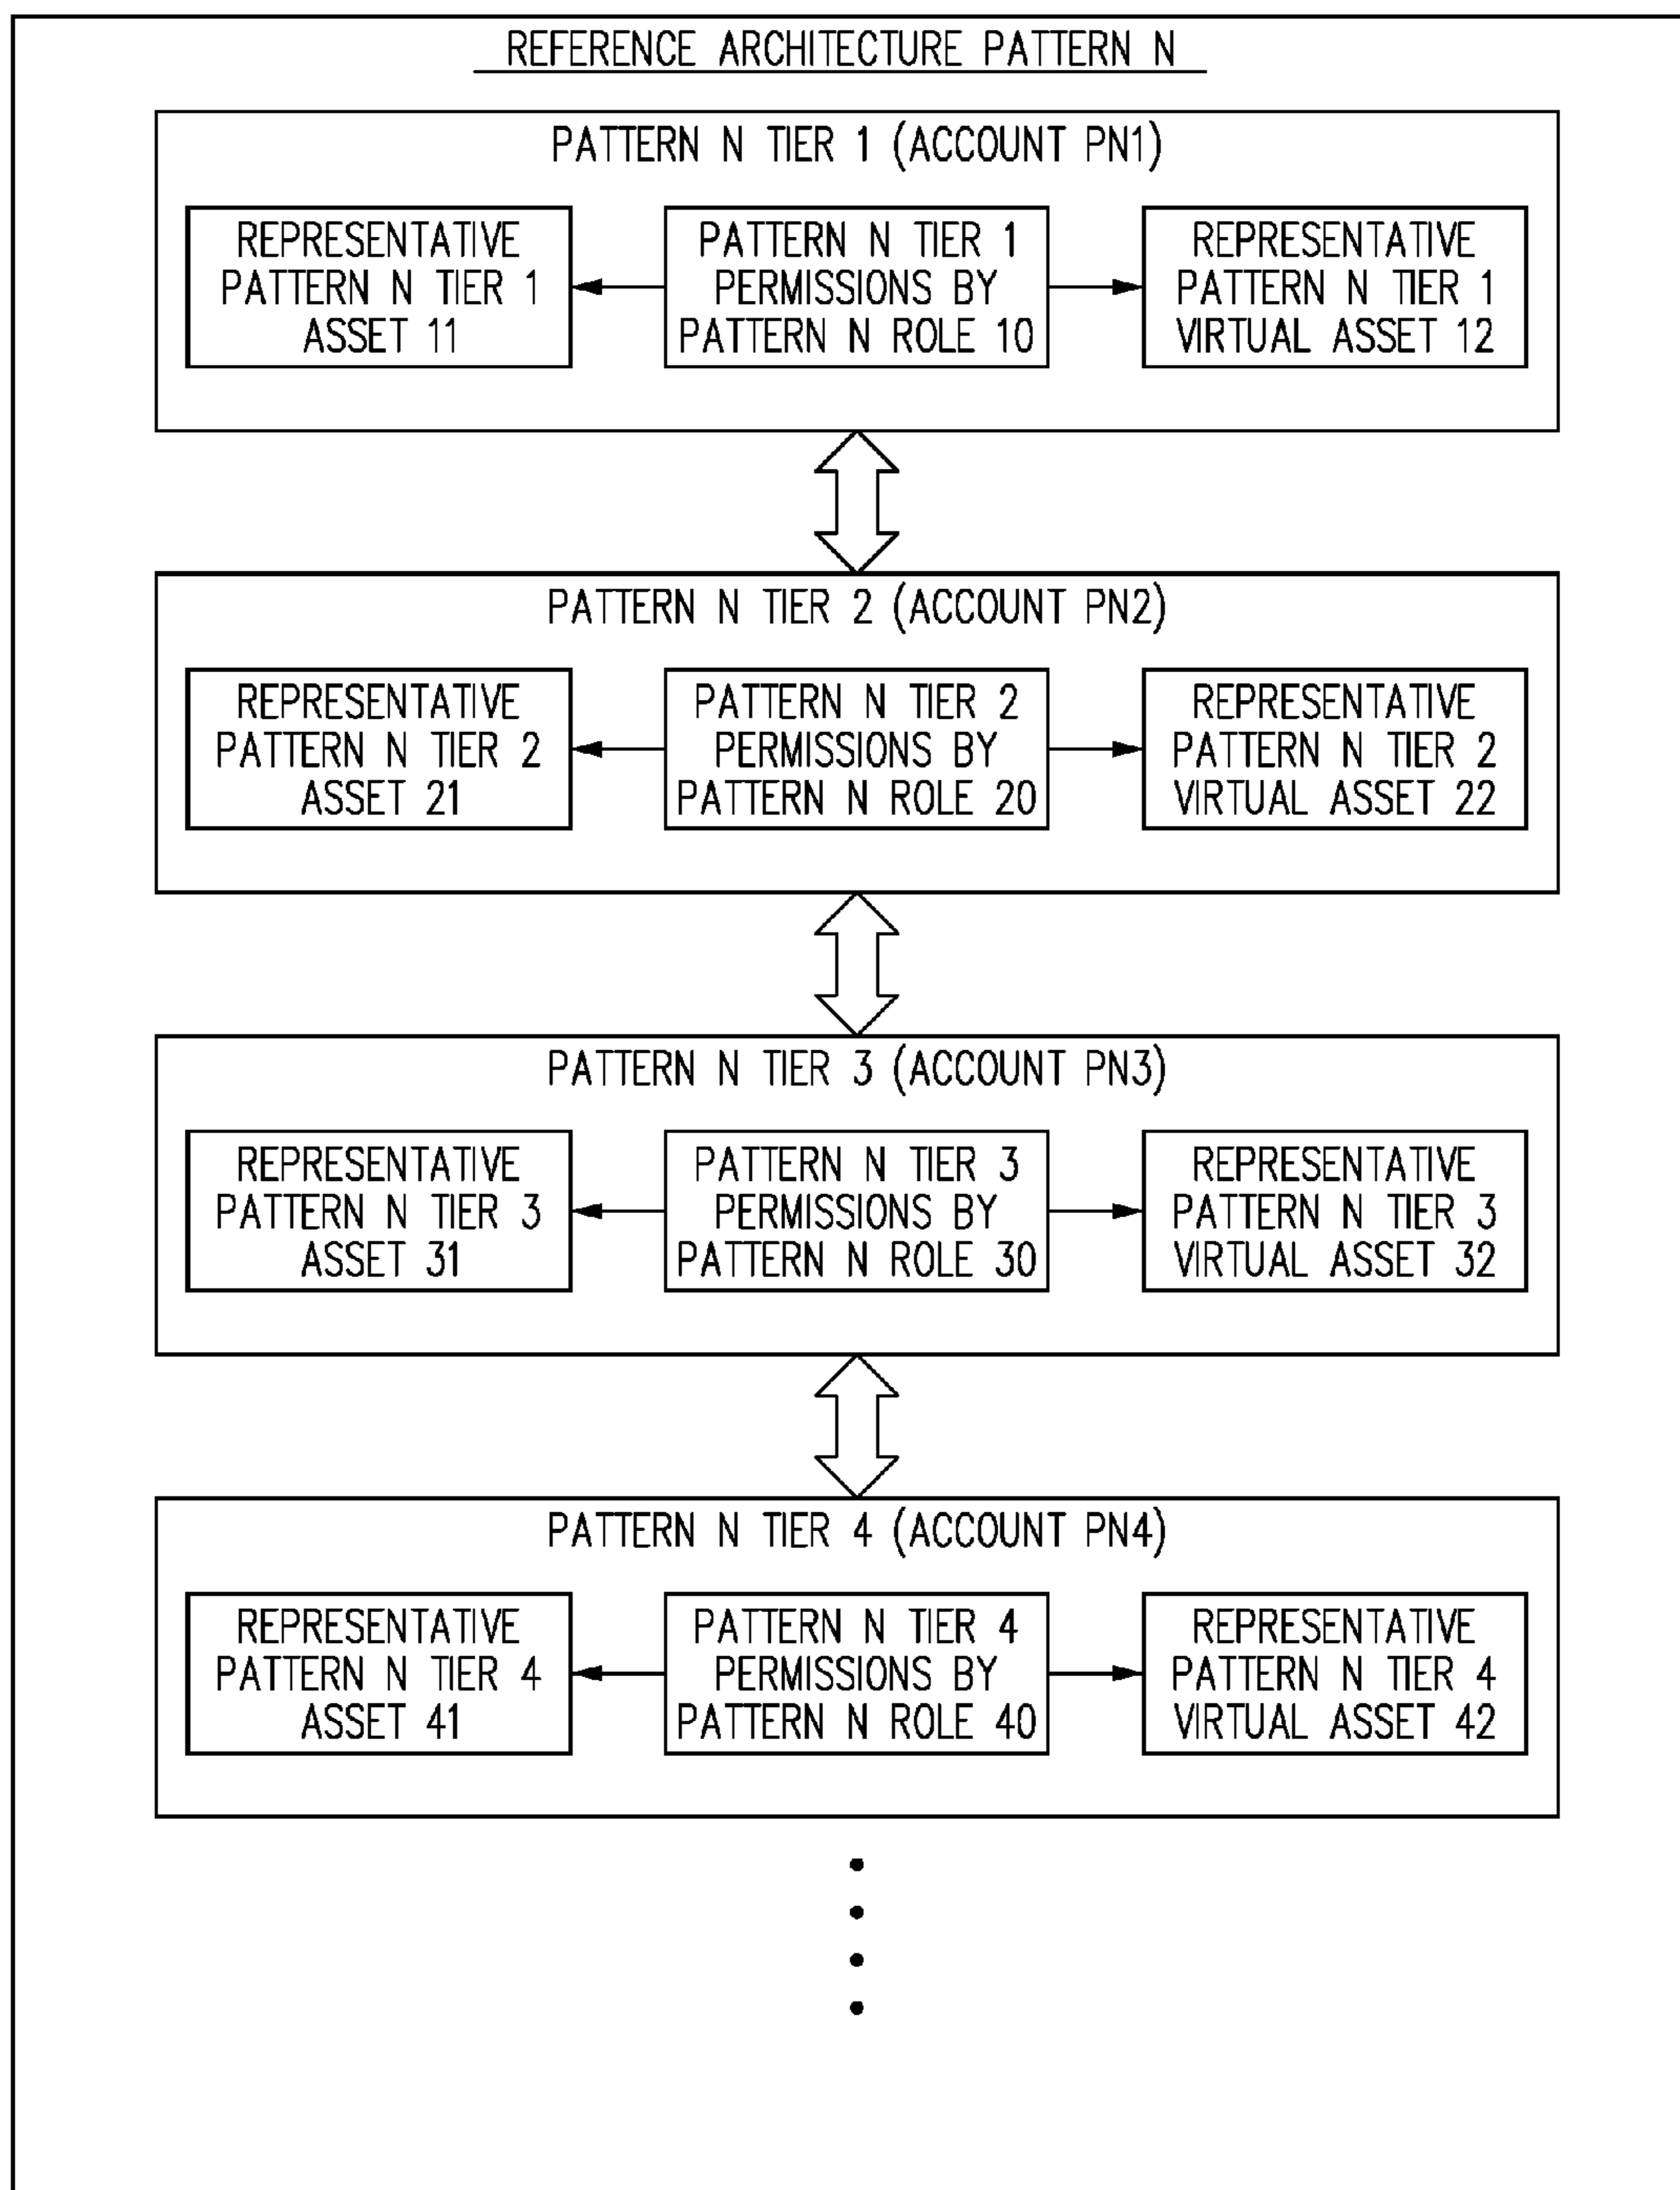 REFERENCE ARCHITECTURE PATTERN N
PATTERN N TIER 1 (ACCOUNT PN1)
REPRESENTATIVE
PATTERN N TIER 1
ASSET 11
PATTERN N TIER 1
PERMISSIONS BY
PATTERN N ROLE 10
REPRESENTATIVE
PATTERN N TIER 1
VIRTUAL ASSET 12
PATTERN N TIER 2 (ACCOUNT PN2)
REPRESENTATIVE
PATTERN N TIER 2
ASSET 21
PATTERN N TIER 2
PERMISSIONS BY
PATTERN N ROLE 20
REPRESENTATIVE
PATTERN N TIER 2
VIRTUAL ASSET 22
PATTERN N TIER 3 (ACCOUNT PN3)
REPRESENTATIVE
PATTERN N TIER 3
ASSET 31
PATTERN N TIER 3
PERMISSIONS BY
PATTERN N ROLE 30
REPRESENTATIVE
PATTERN N TIER 3
VIRTUAL ASSET 32
PATTERN N TIER 4 (ACCOUNT PN4)
REPRESENTATIVE
PATTERN N TIER 4
ASSET 41
PATTERN N TIER 4
PERMISSIONS BY
PATTERN N ROLE 40
REPRESENTATIVE
PATTERN N TIER 4
VIRTUAL ASSET 42